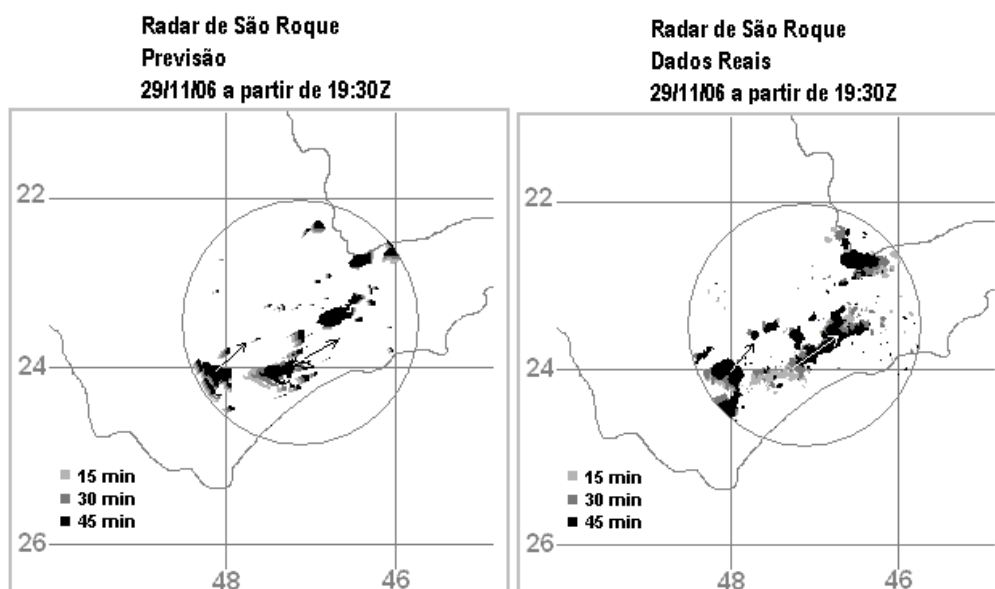 Radar de São Roque
Previsão
29/11/06 a partir de 19:30Z
22
24
15 min
30 min
45 min
26
48
46
Radar de São Roque
Dados Reais
29/11/06 a partir de 19:30Z
22
24
15 min
30 min
45 min
26
48
46